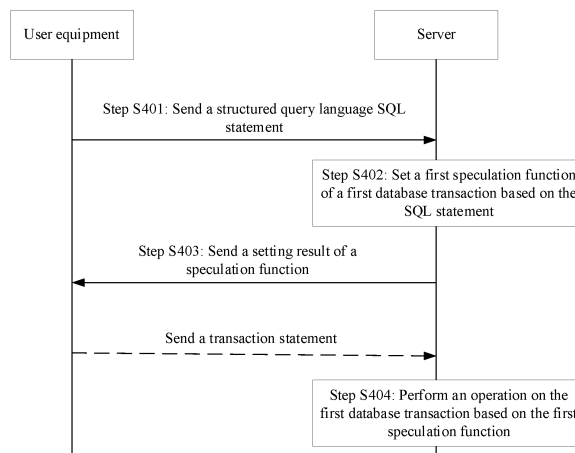 User equipment
Server
Step S401: Send a structured query language SQL
statement
Step S402: Set a first speculation function
of a first database transaction based on the
SQL statement
Step S403: Send a setting result of a
speculation function
Send a transaction statement
Step S404: Perform an operation on the
first database transaction based on the first
speculation function